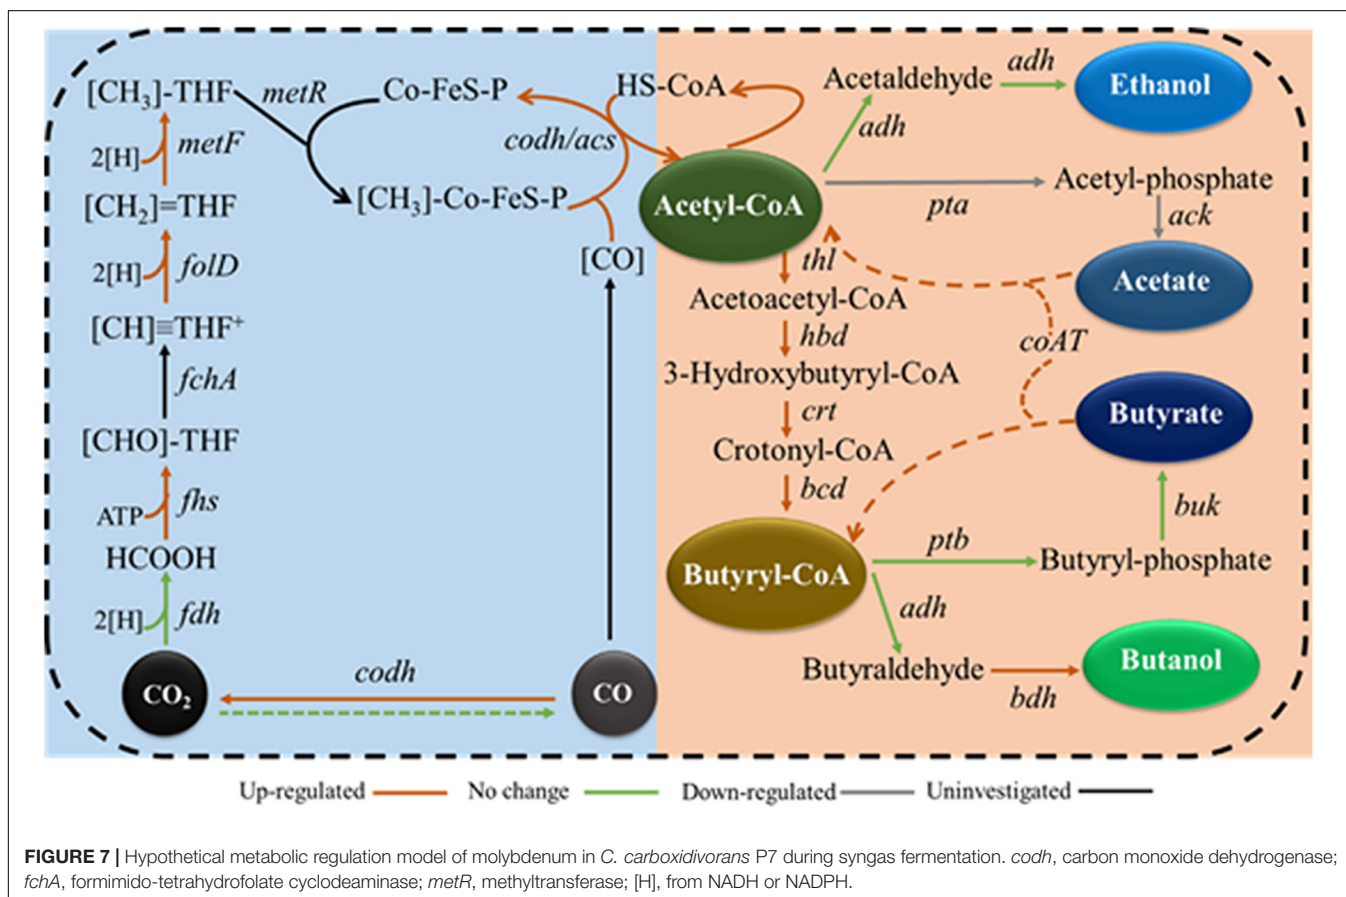 [CH₃]-THF
metR
Co-FeS-P
HS-CoA
Acetaldehyde
adh
Ethanol
2[H]
metF
codh/acs
adh
[CH₂]=THF
[CH₃]-Co-FeS-P
Acetyl-CoA
pta
Acetyl-phosphate
ack
2[H]
folD
[CO]
thl
Acetate
[CH]≡THF⁺
Acetoacetyl-CoA
hbd
coAT
fchA
3-Hydroxybutyryl-CoA
crt
Butyrate
[CHO]-THF
Crotonyl-CoA
bcd
ATP
fhs
buk
HCOOH
Butyryl-CoA
ptb
Butyryl-phosphate
2[H]
fdh
adh
CO₂
codh
CO
Butyraldehyde
bdh
Butanol
Up-regulated No change Down-regulated Uninvestigated
FIGURE 7 | Hypothetical metabolic regulation model of molybdenum in C. carboxidivorans P7 during syngas fermentation. codh, carbon monoxide dehydrogenase;
fchA, formimido-tetrahydrofolate cyclodeaminase; metR, methyltransferase; [H], from NADH or NADPH.